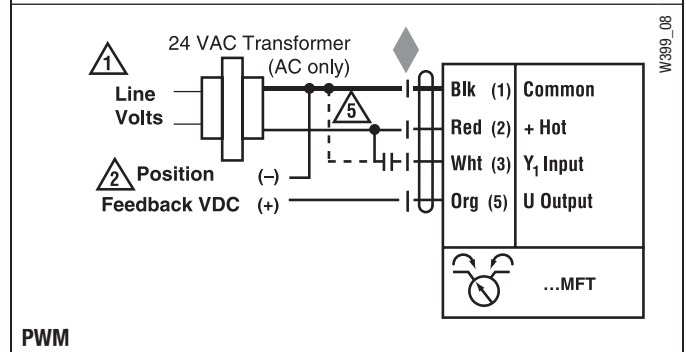 W399_08
24 VAC Transformer
(AC only)
1
Line
Volts
5
2
Position (–)
Feedback VDC (+)
Blk (1) Common
Red (2) + Hot
Wht (3) Y1 Input
Org (5) U Output
...MFT
PWM